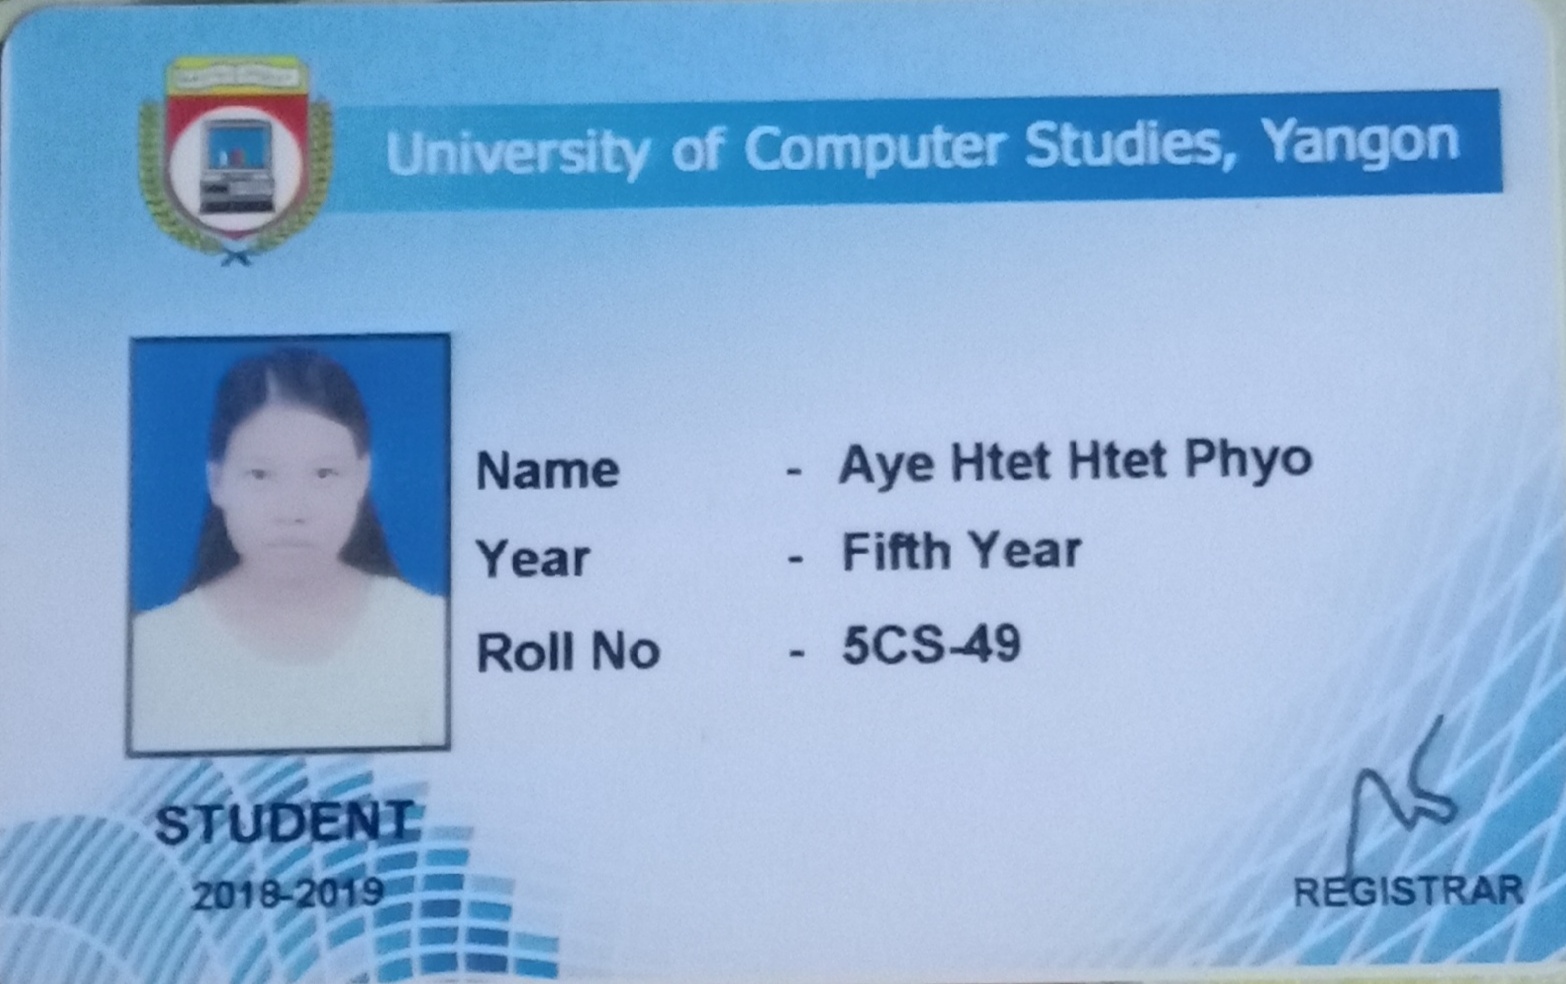 University of Computer Studies, Yangon
Name - Aye Htet Htet Phyo
Year - Fifth Year
Roll No - 5CS-49
STUDENT
2018-2019
REGISTRAR